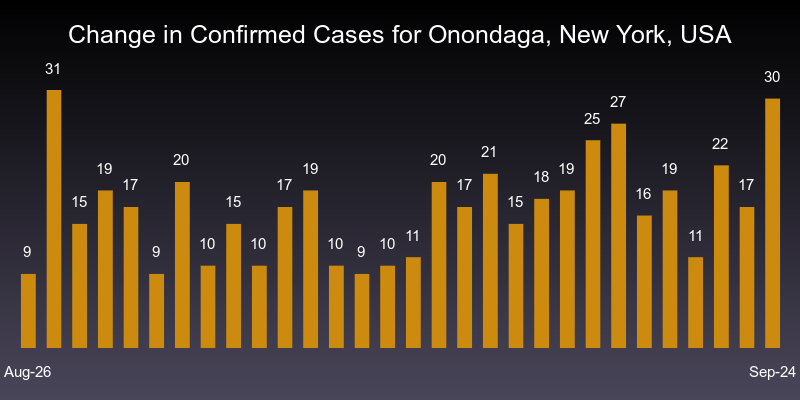 Change in Confirmed Cases for Onondaga, New York, USA
9 31 15 19 17 9 20 10 15 10 17 19 10 9 10 11 20 17 21 15 18 19 25 27 16 19 11 22 17 30
Aug-26 Sep-24